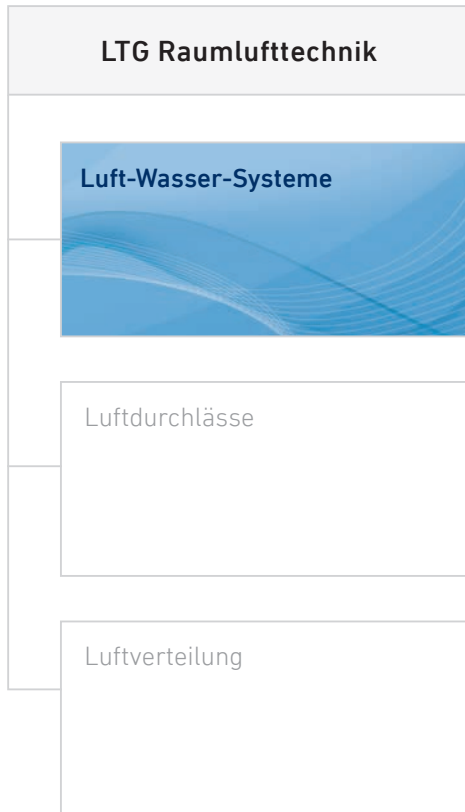 LTG Raumlufttechnik
Luft-Wasser-Systeme
Luftdurchlässe
Luftverteilung